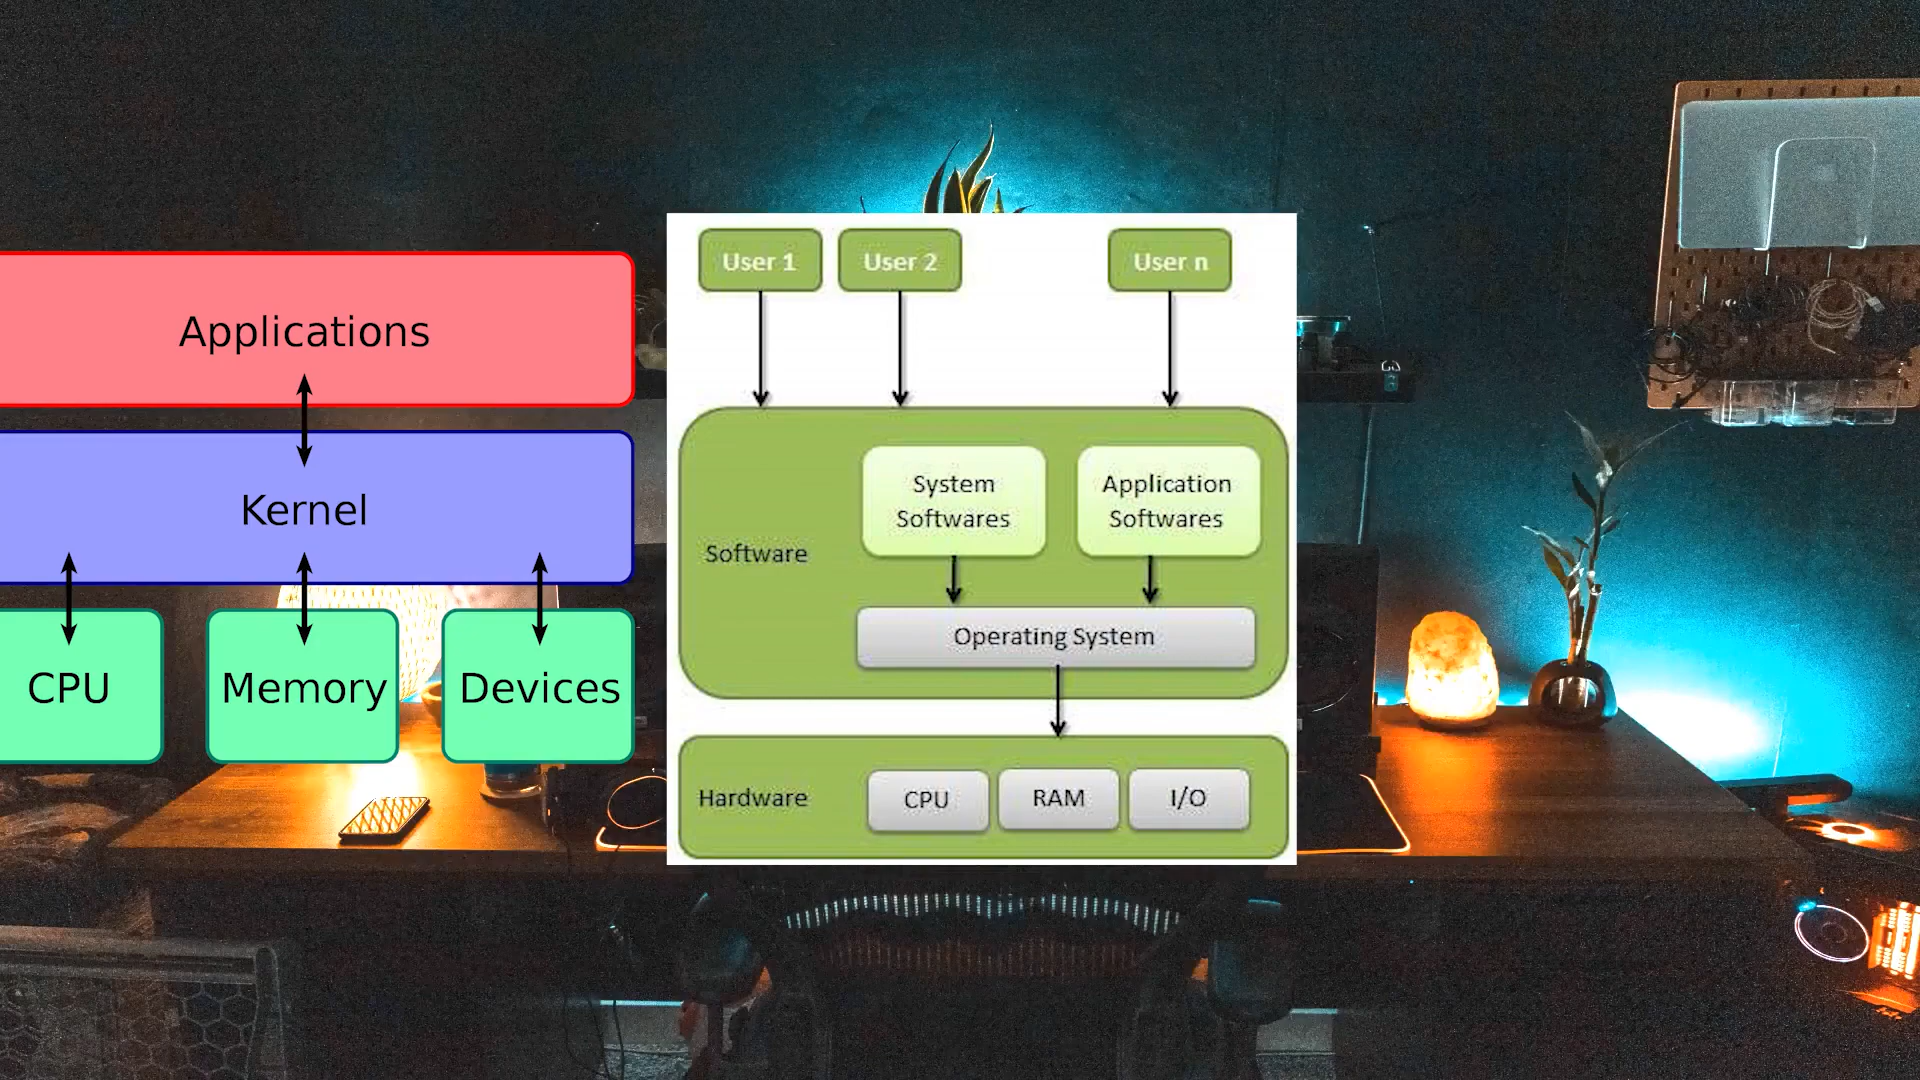 Applications
Kernel
CPU
Memory
Devices
User 1
User 2
User n
System
Softwares
Application
Softwares
Software
Operating System
Hardware
CPU
RAM
I/O